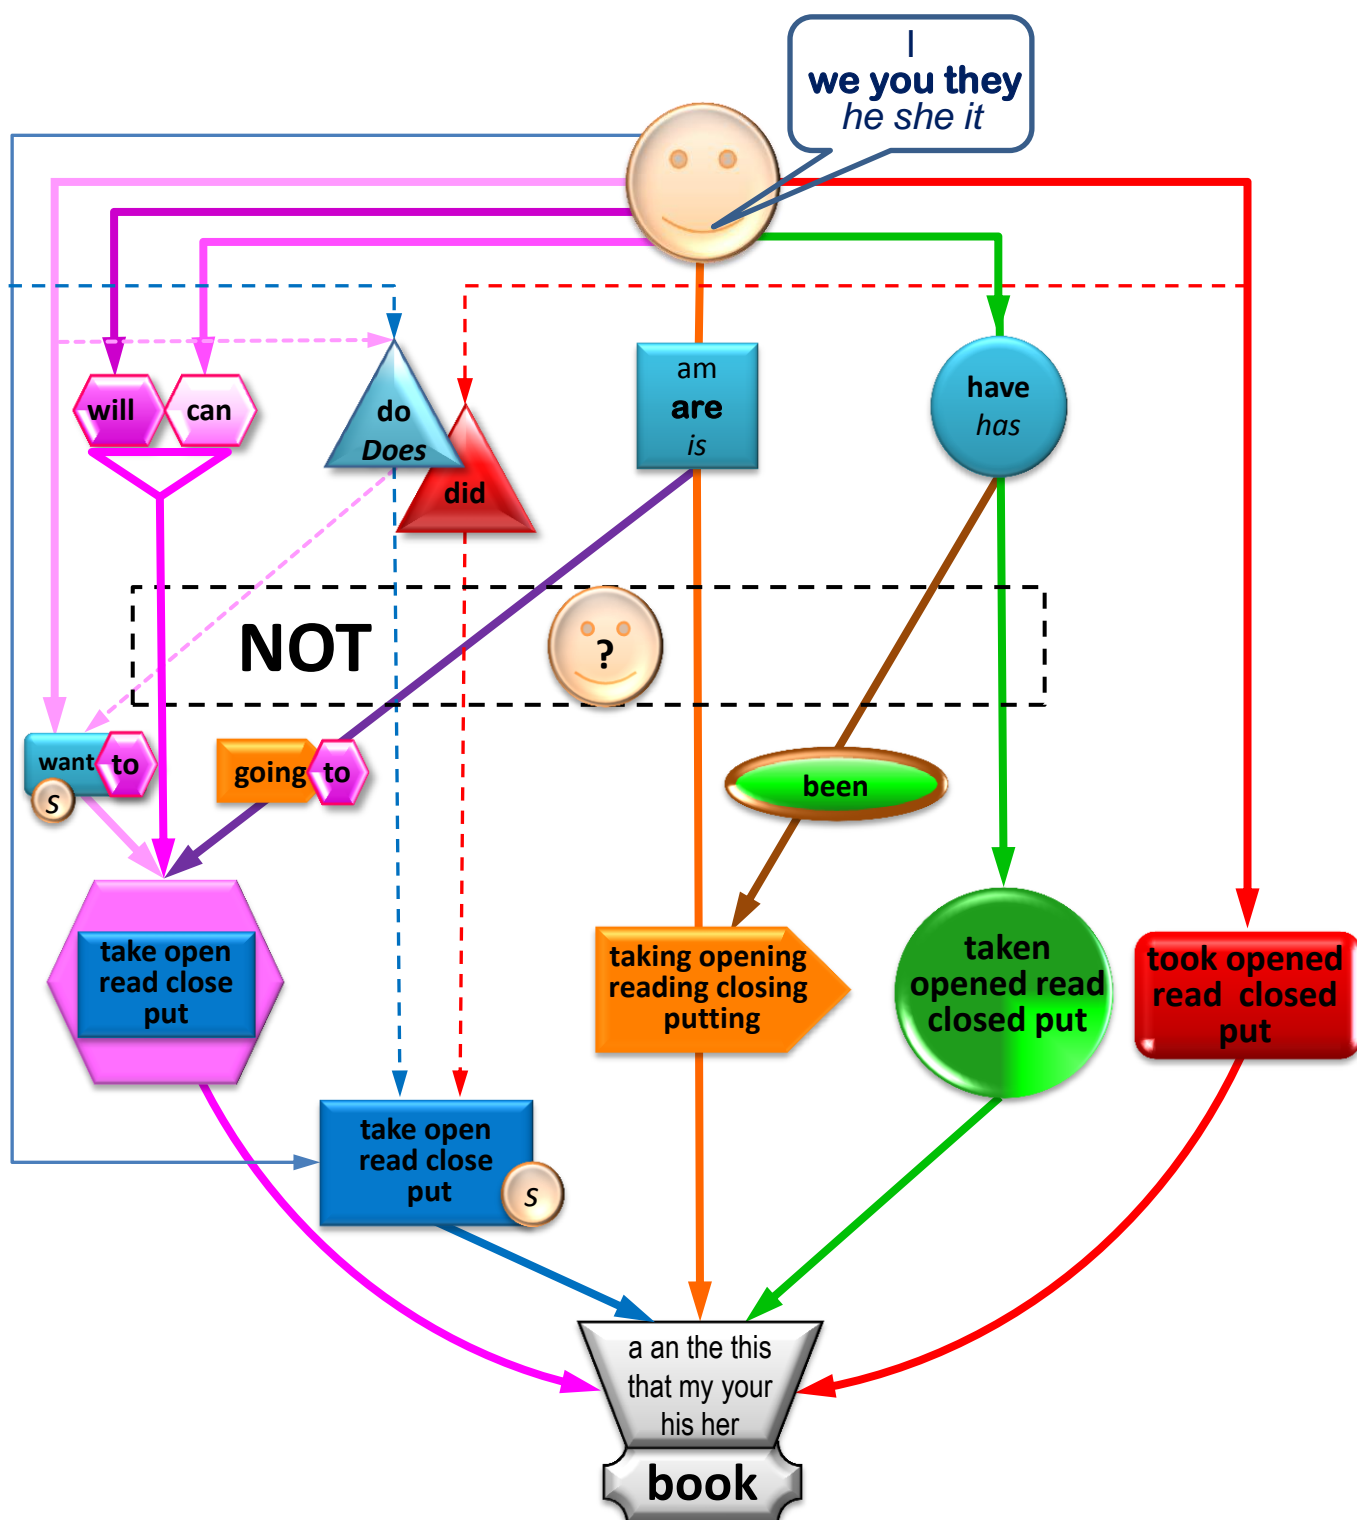 I
we you they
he she it
will
can
do
Does
did
am
are
is
have
has
NOT
?
want
to
s
going
to
been
take open
read close
put
taking opening
reading closing
putting
taken
opened read
closed put
took opened
read closed
put
take open
read close
put
s
a an the this
that my your
his her
book